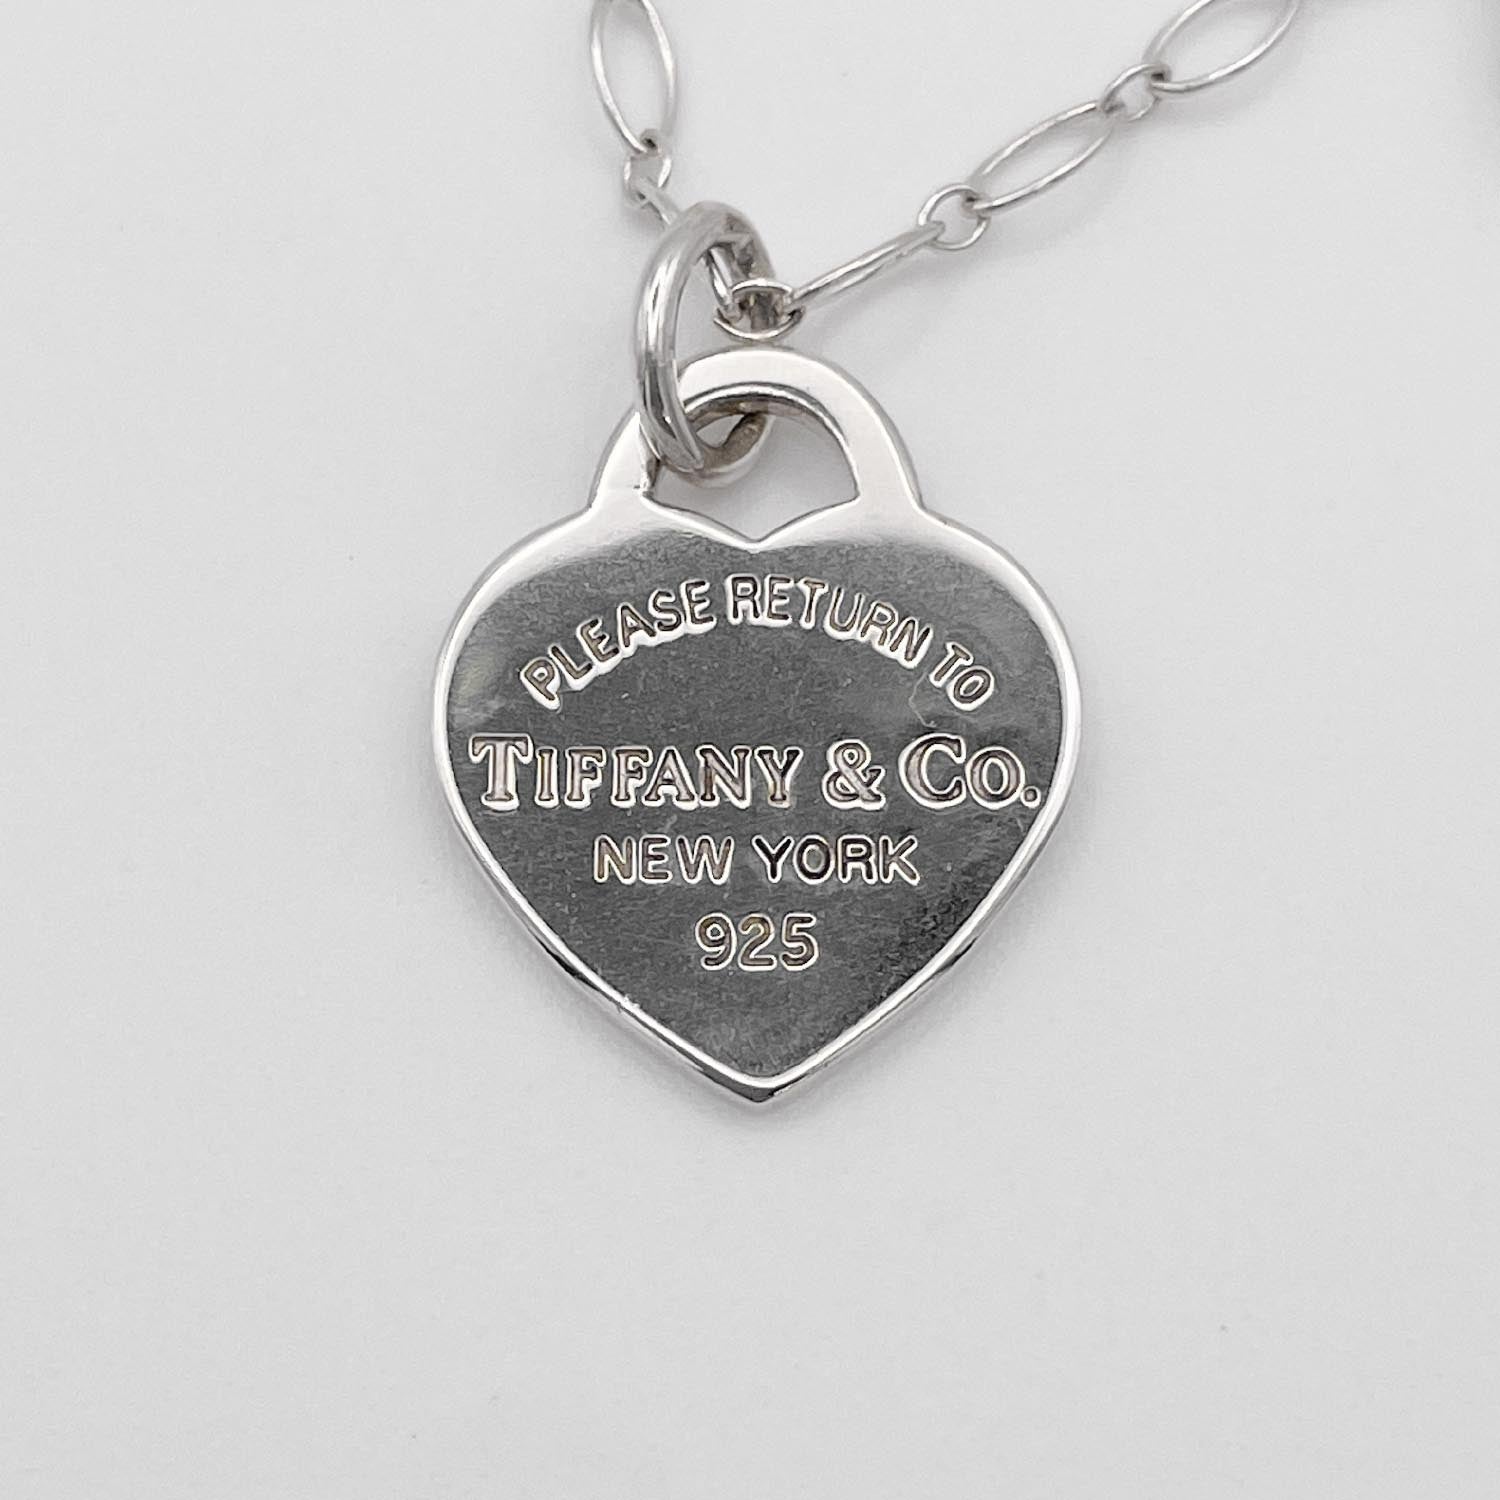 PLEASE RETURN TO
TIFFANY & CO.
NEW YORK
925